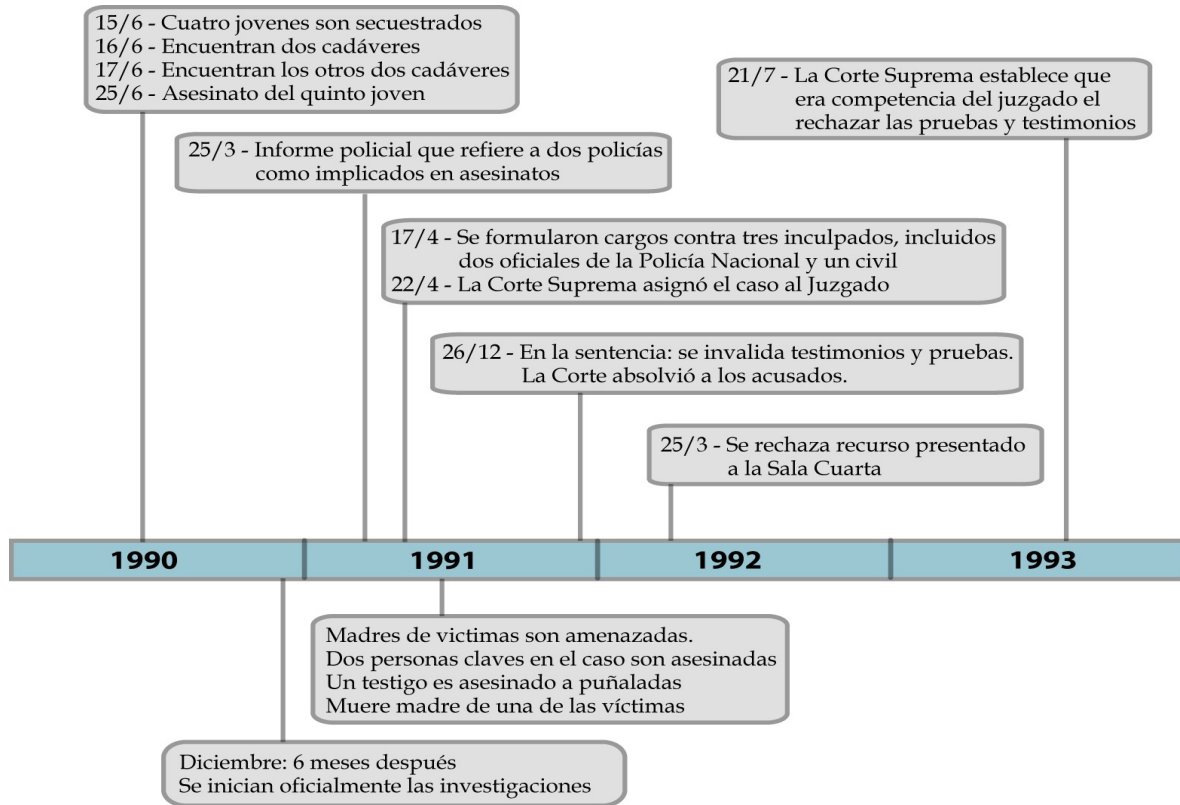 15/6 - Cuatro jovenes son secuestrados
16/6 - Encuentran dos cadáveres
17/6 - Encuentran los otros dos cadáveres
25/6 - Asesinato del quinto joven
21/7 - La Corte Suprema establece que
era competencia del juzgado el
rechazar las pruebas y testimonios
25/3 - Informe policial que refiere a dos policías
como implicados en asesinatos
17/4 - Se formularon cargos contra tres inculpados, incluidos
dos oficiales de la Policía Nacional y un civil
22/4 - La Corte Suprema asignó el caso al Juzgado
26/12 - En la sentencia: se invalida testimonios y pruebas.
La Corte absolvió a los acusados.
25/3 - Se rechaza recurso presentado
a la Sala Cuarta
1990
1991
1992
1993
Madres de victimas son amenazadas.
Dos personas claves en el caso son asesinadas
Un testigo es asesinado a puñaladas
Muere madre de una de las víctimas
Diciembre: 6 meses después
Se inician oficialmente las investigaciones